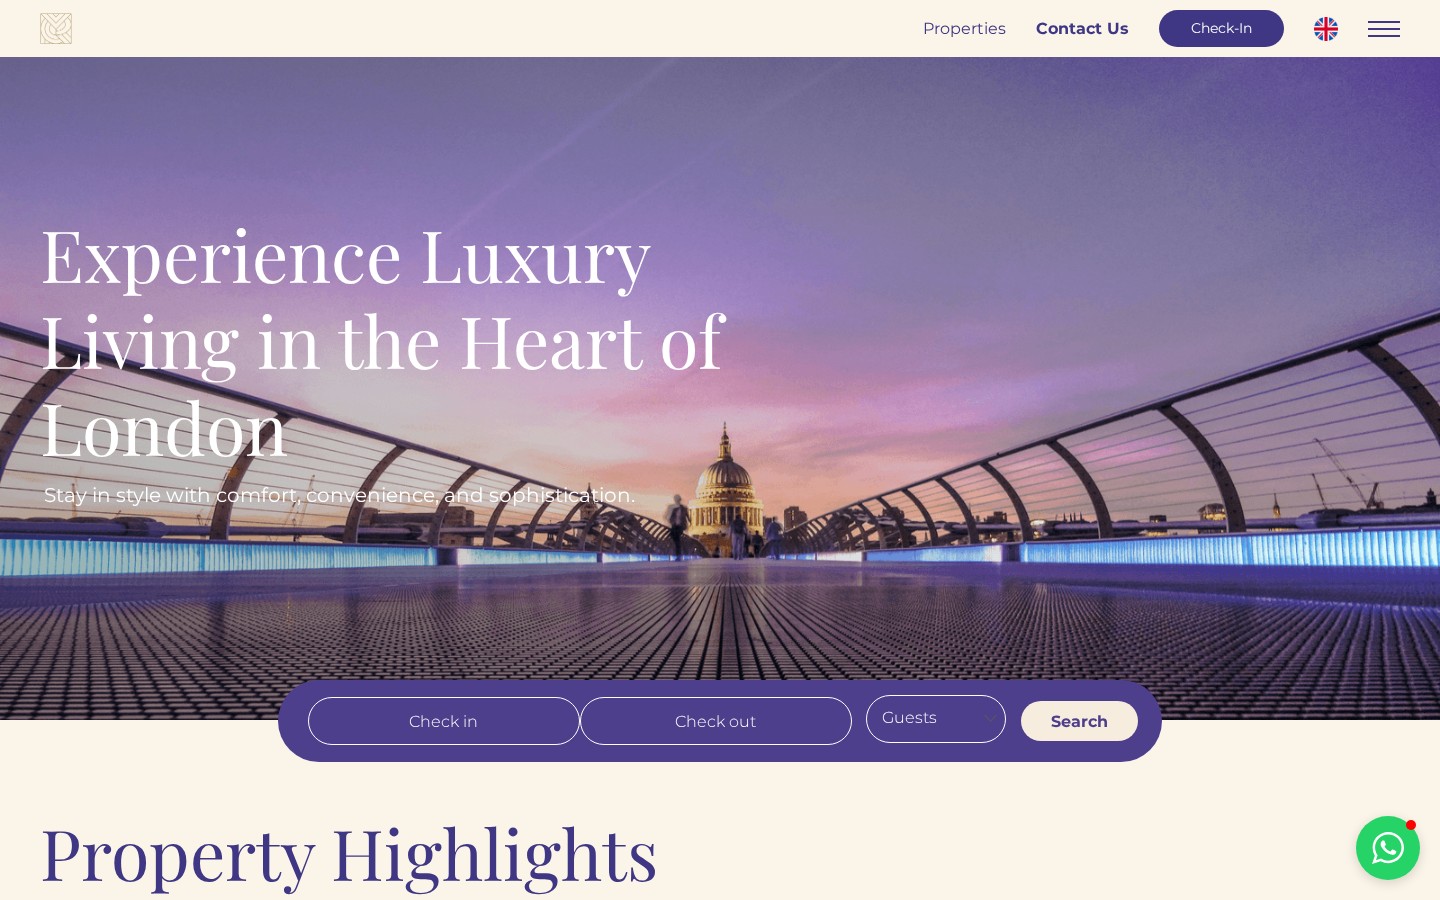 Properties
Contact Us
Check-In
Experience Luxury
Living in the Heart of
London
Stay in style with comfort, convenience, and sophistication.
Check in
Check out
Guests
Search
Property Highlights